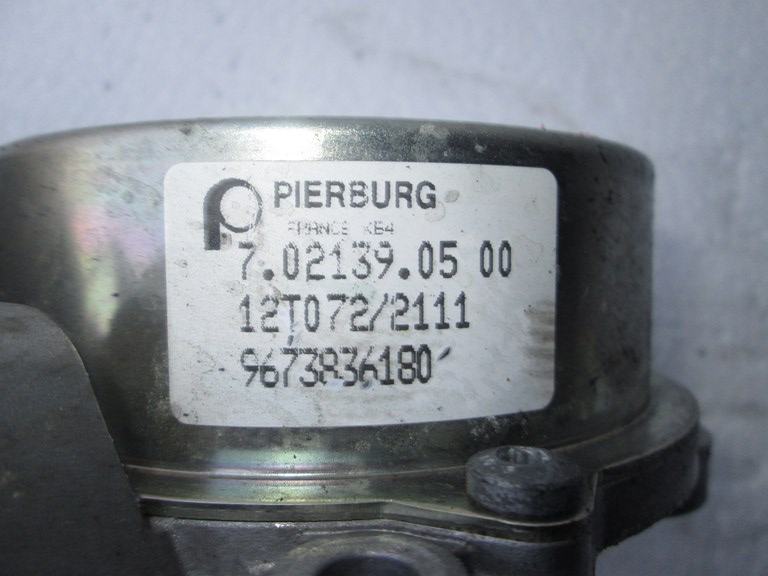 PIERBURG
FRANCE KB4
7.02139.05 00
12T072/2111
9673836180